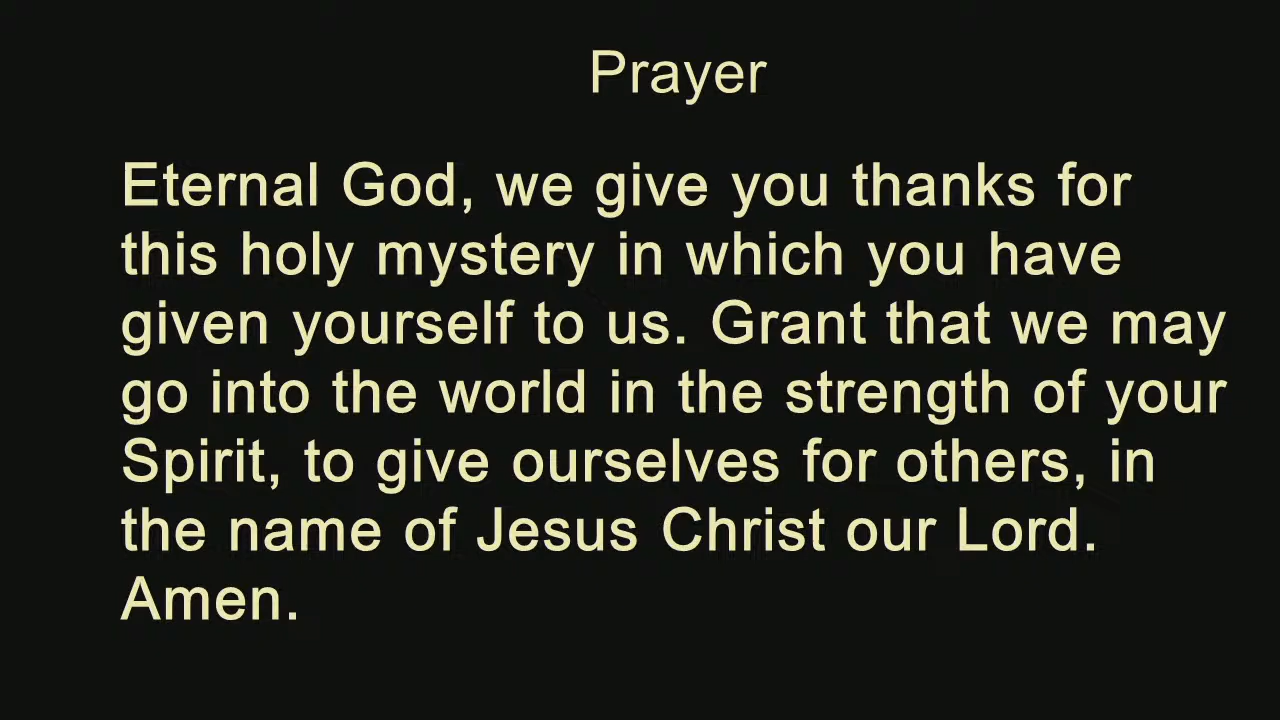 Prayer
Eternal God, we give you thanks for
this holy mystery in which you have
given yourself to us. Grant that we may
go into the world in the strength of your
Spirit, to give ourselves for others, in
the name of Jesus Christ our Lord.
Amen.